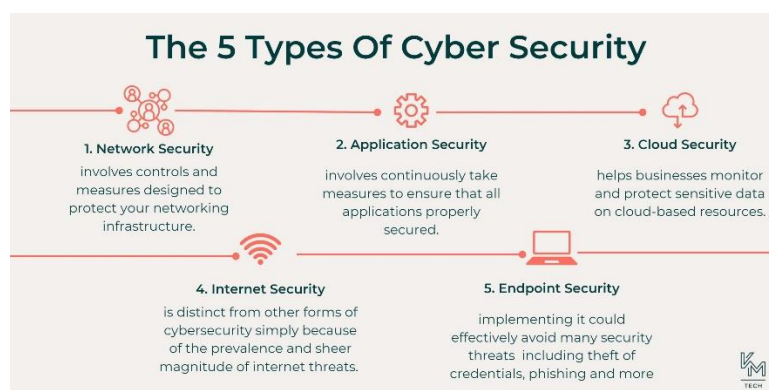 The 5 Types Of Cyber Security
1. Network Security
involves controls and
measures designed to
protect your networking
infrastructure.
2. Application Security
involves continuously take
measures to ensure that all
applications properly
secured.
3. Cloud Security
helps businesses monitor
and protect sensitive data
on cloud-based resources.
4. Internet Security
is distinct from other forms of
cybersecurity simply because
of the prevalence and sheer
magnitude of internet threats.
5. Endpoint Security
implementing it could
effectively avoid many security
threats including theft of
credentials, phishing and more
VM
TECH